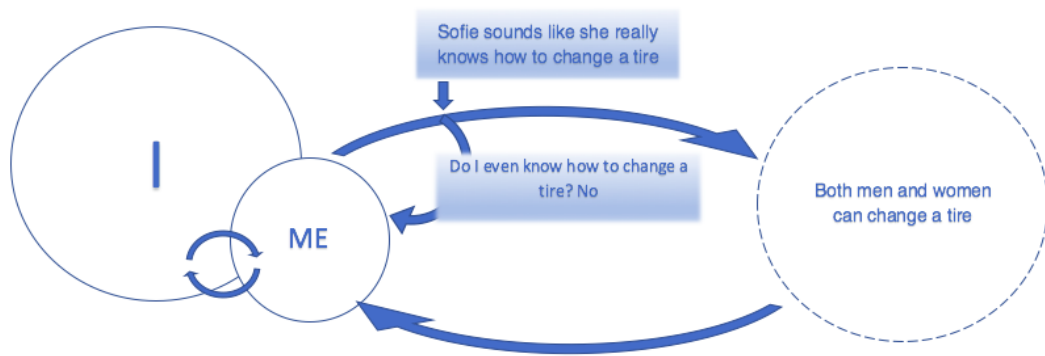 Sofie sounds like she really
knows how to change a tire
I
Do I even know how to change a
tire? No
ME
Both men and women
can change a tire